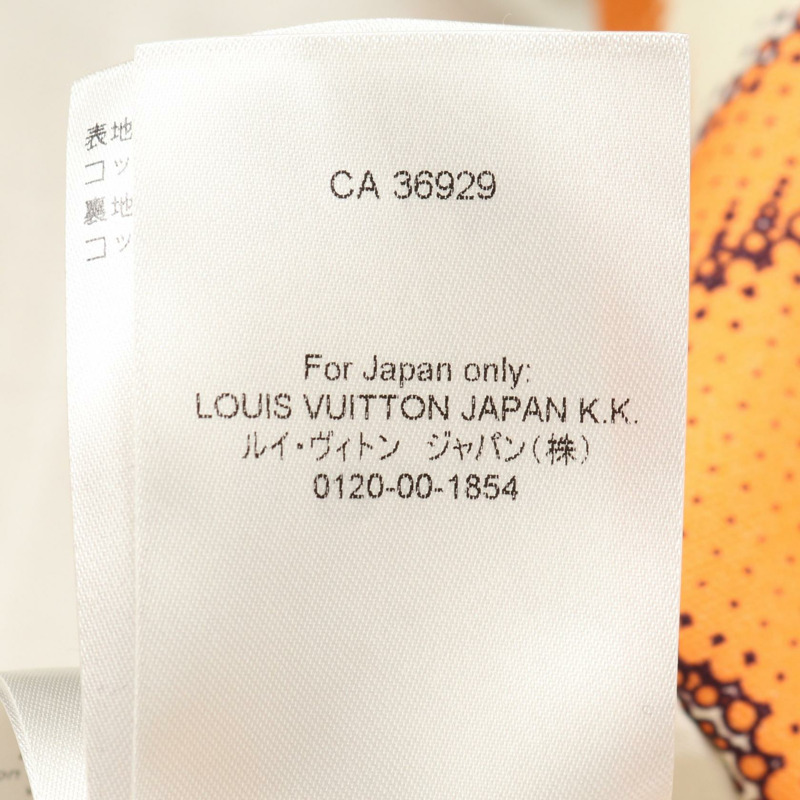 表地
コッ
裏地
コッ
CA 36929
For Japan only:
LOUIS VUITTON JAPAN K.K.
ルイ・ヴィトン ジャパン(株)
0120-00-1854
on